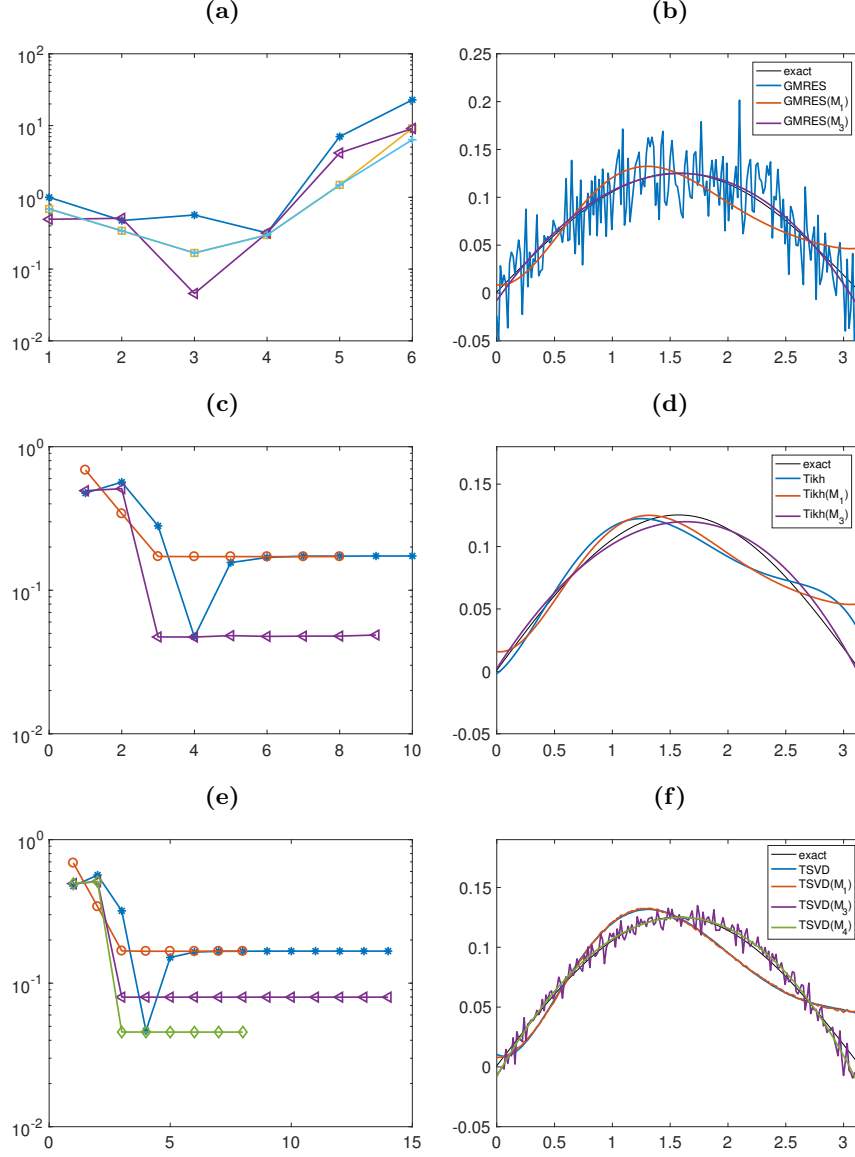 (a)
10^2
10^1
10^0
10^-1
10^-2
1 2 3 4 5 6
(b)
0.25
0.2
0.15
0.1
0.05
0
-0.05
0 0.5 1 1.5 2 2.5 3
exact
GMRES
GMRES(M_1)
GMRES(M_3)
(c)
10^0
10^-1
10^-2
0 2 4 6 8 10
(d)
0.15
0.1
0.05
0
-0.05
0 0.5 1 1.5 2 2.5 3
exact
Tikh
Tikh(M_1)
Tikh(M_3)
(e)
10^0
10^-1
10^-2
0 5 10 15
(f)
0.15
0.1
0.05
0
-0.05
0 0.5 1 1.5 2 2.5 3
exact
TSVD
TSVD(M_1)
TSVD(M_3)
TSVD(M_4)